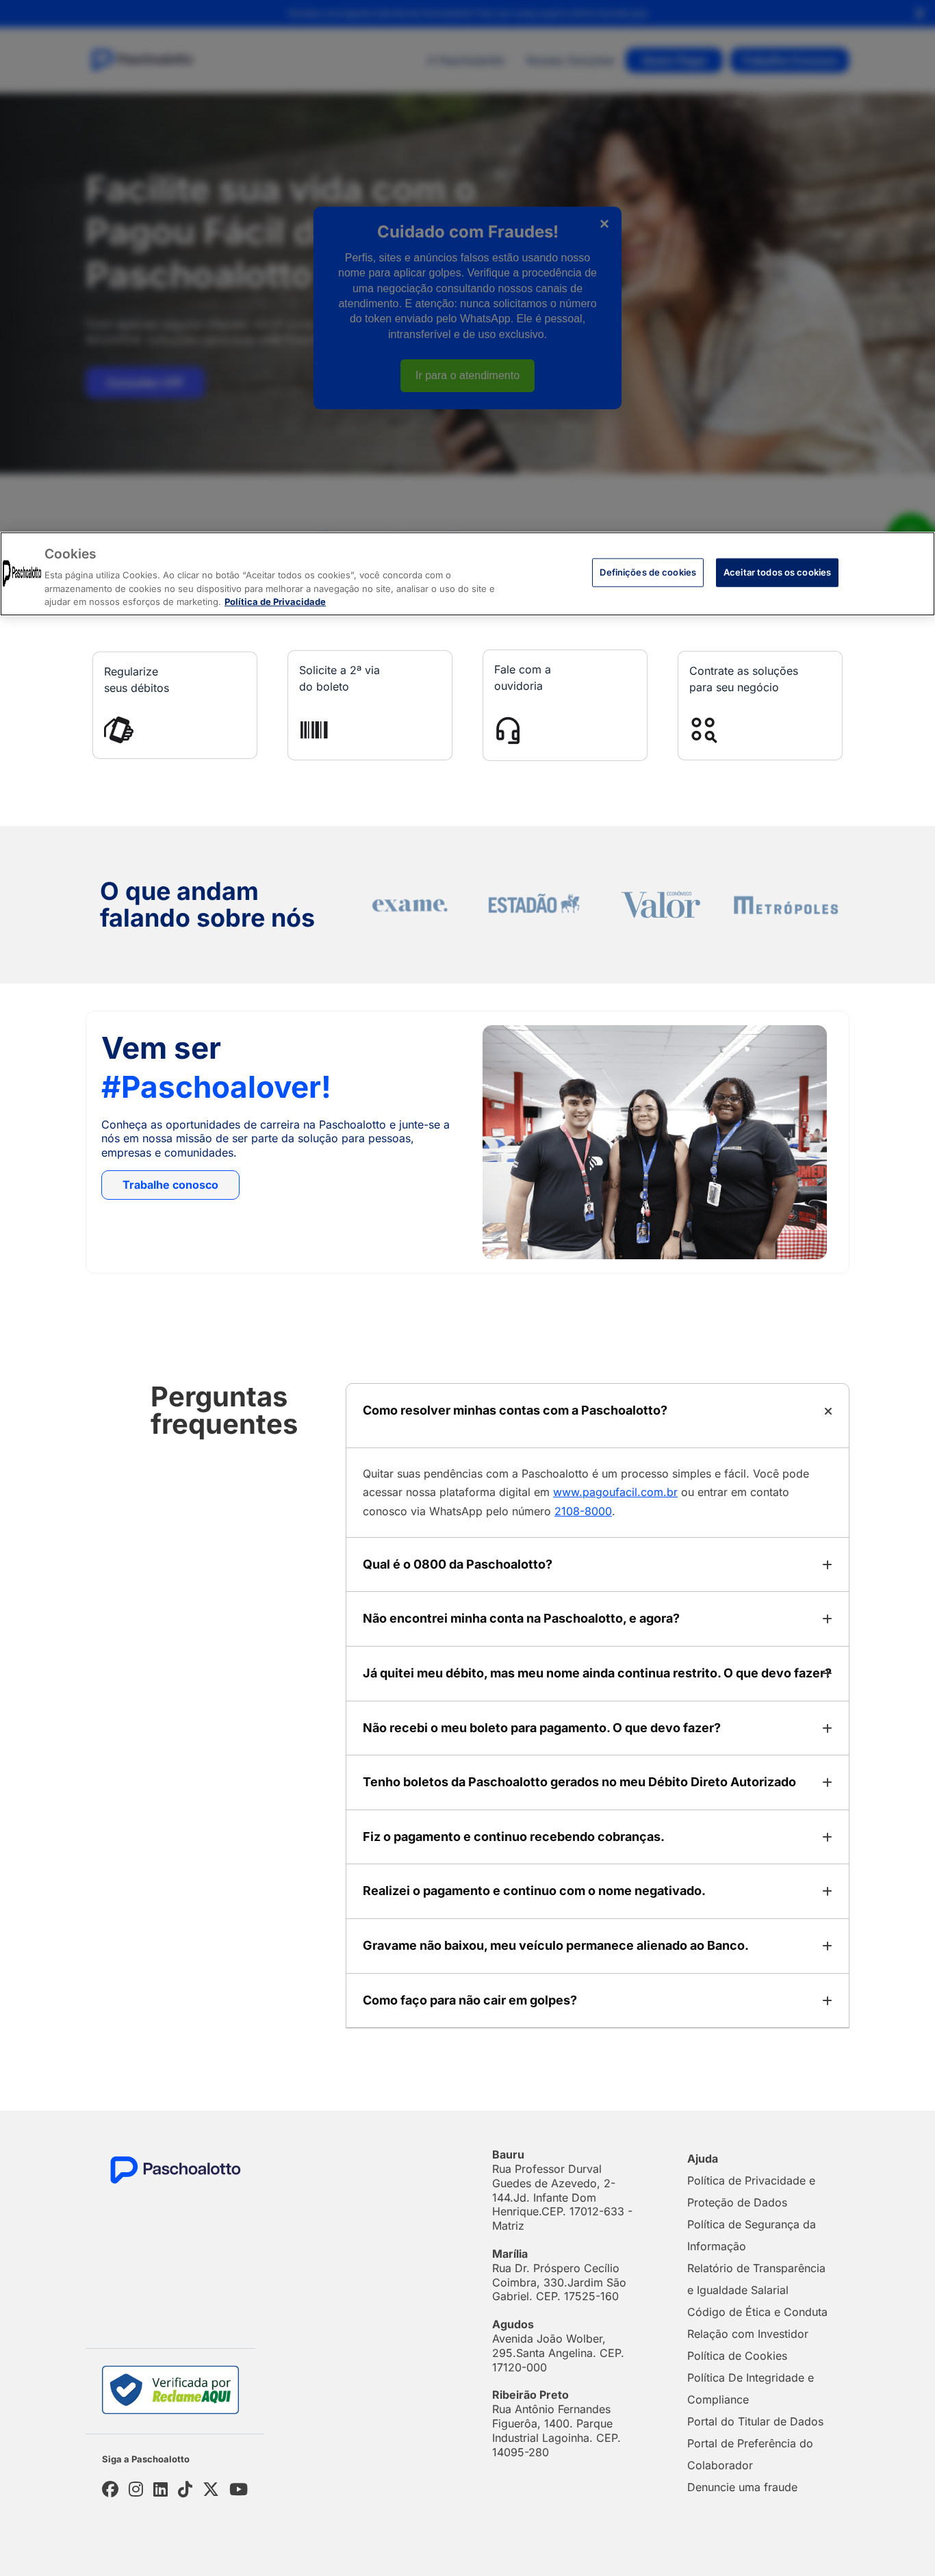 Paschoalotto
Facilite sua vida com o
Pagou Fácil d
Paschoalotto
Cuidado com Fraudes!
Perfis, sites e anúncios falsos estão usando nosso
nome para aplicar golpes. Verifique a procedência de
uma negociação consultando nossos canais de
atendimento. E atenção: nunca solicitamos o número
do token enviado pelo WhatsApp. Ele é pessoal,
intransferível e de uso exclusivo.
Ir para o atendimento
Paschoalotto
Cookies
Esta página utiliza Cookies. Ao clicar no botão "Aceitar todos os cookies", você concorda com o
armazenamento de cookies no seu dispositivo para melhorar a navegação no site, analisar o uso do site e
ajudar em nossos esforços de marketing. Política de Privacidade
Definições de cookies
Aceitar todos os cookies
Regularize
seus débitos
Solicite a 2ª via
do boleto
Fale com a
ouvidoria
Contrate as soluções
para seu negócio
O que andam
falando sobre nós
exame.
ESTADÃO
Valor
ECONÔMICO
METRÓPOLES
Vem ser
#Paschoalover!
Conheça as oportunidades de carreira na Paschoalotto e junte-se a
nós em nossa missão de ser parte da solução para pessoas,
empresas e comunidades.
Trabalhe conosco
Perguntas
frequentes
Como resolver minhas contas com a Paschoalotto?
Quitar suas pendências com a Paschoalotto é um processo simples e fácil. Você pode
acessar nossa plataforma digital em www.pagoufacil.com.br ou entrar em contato
conosco via WhatsApp pelo número 2108-8000.
Qual é o 0800 da Paschoalotto?
Não encontrei minha conta na Paschoalotto, e agora?
Já quitei meu débito, mas meu nome ainda continua restrito. O que devo fazer?
Não recebi o meu boleto para pagamento. O que devo fazer?
Tenho boletos da Paschoalotto gerados no meu Débito Direto Autorizado
Fiz o pagamento e continuo recebendo cobranças.
Realizei o pagamento e continuo com o nome negativado.
Gravame não baixou, meu veículo permanece alienado ao Banco.
Como faço para não cair em golpes?
Paschoalotto
Verificada por
ReclameAQUI
Siga a Paschoalotto
Bauru
Rua Professor Durval
Guedes de Azevedo, 2-
144.Jd. Infante Dom
Henrique.CEP. 17012-633 -
Matriz
Marília
Rua Dr. Próspero Cecílio
Coimbra, 330.Jardim São
Gabriel. CEP. 17525-160
Agudos
Avenida João Wolber,
295.Santa Angelina. CEP.
17120-000
Ribeirão Preto
Rua Antônio Fernandes
Figuerôa, 1400. Parque
Industrial Lagoinha. CEP.
14095-280
Ajuda
Política de Privacidade e
Proteção de Dados
Política de Segurança da
Informação
Relatório de Transparência
e Igualdade Salarial
Código de Ética e Conduta
Relação com Investidor
Política de Cookies
Política De Integridade e
Compliance
Portal do Titular de Dados
Portal de Preferência do
Colaborador
Denuncie uma fraude